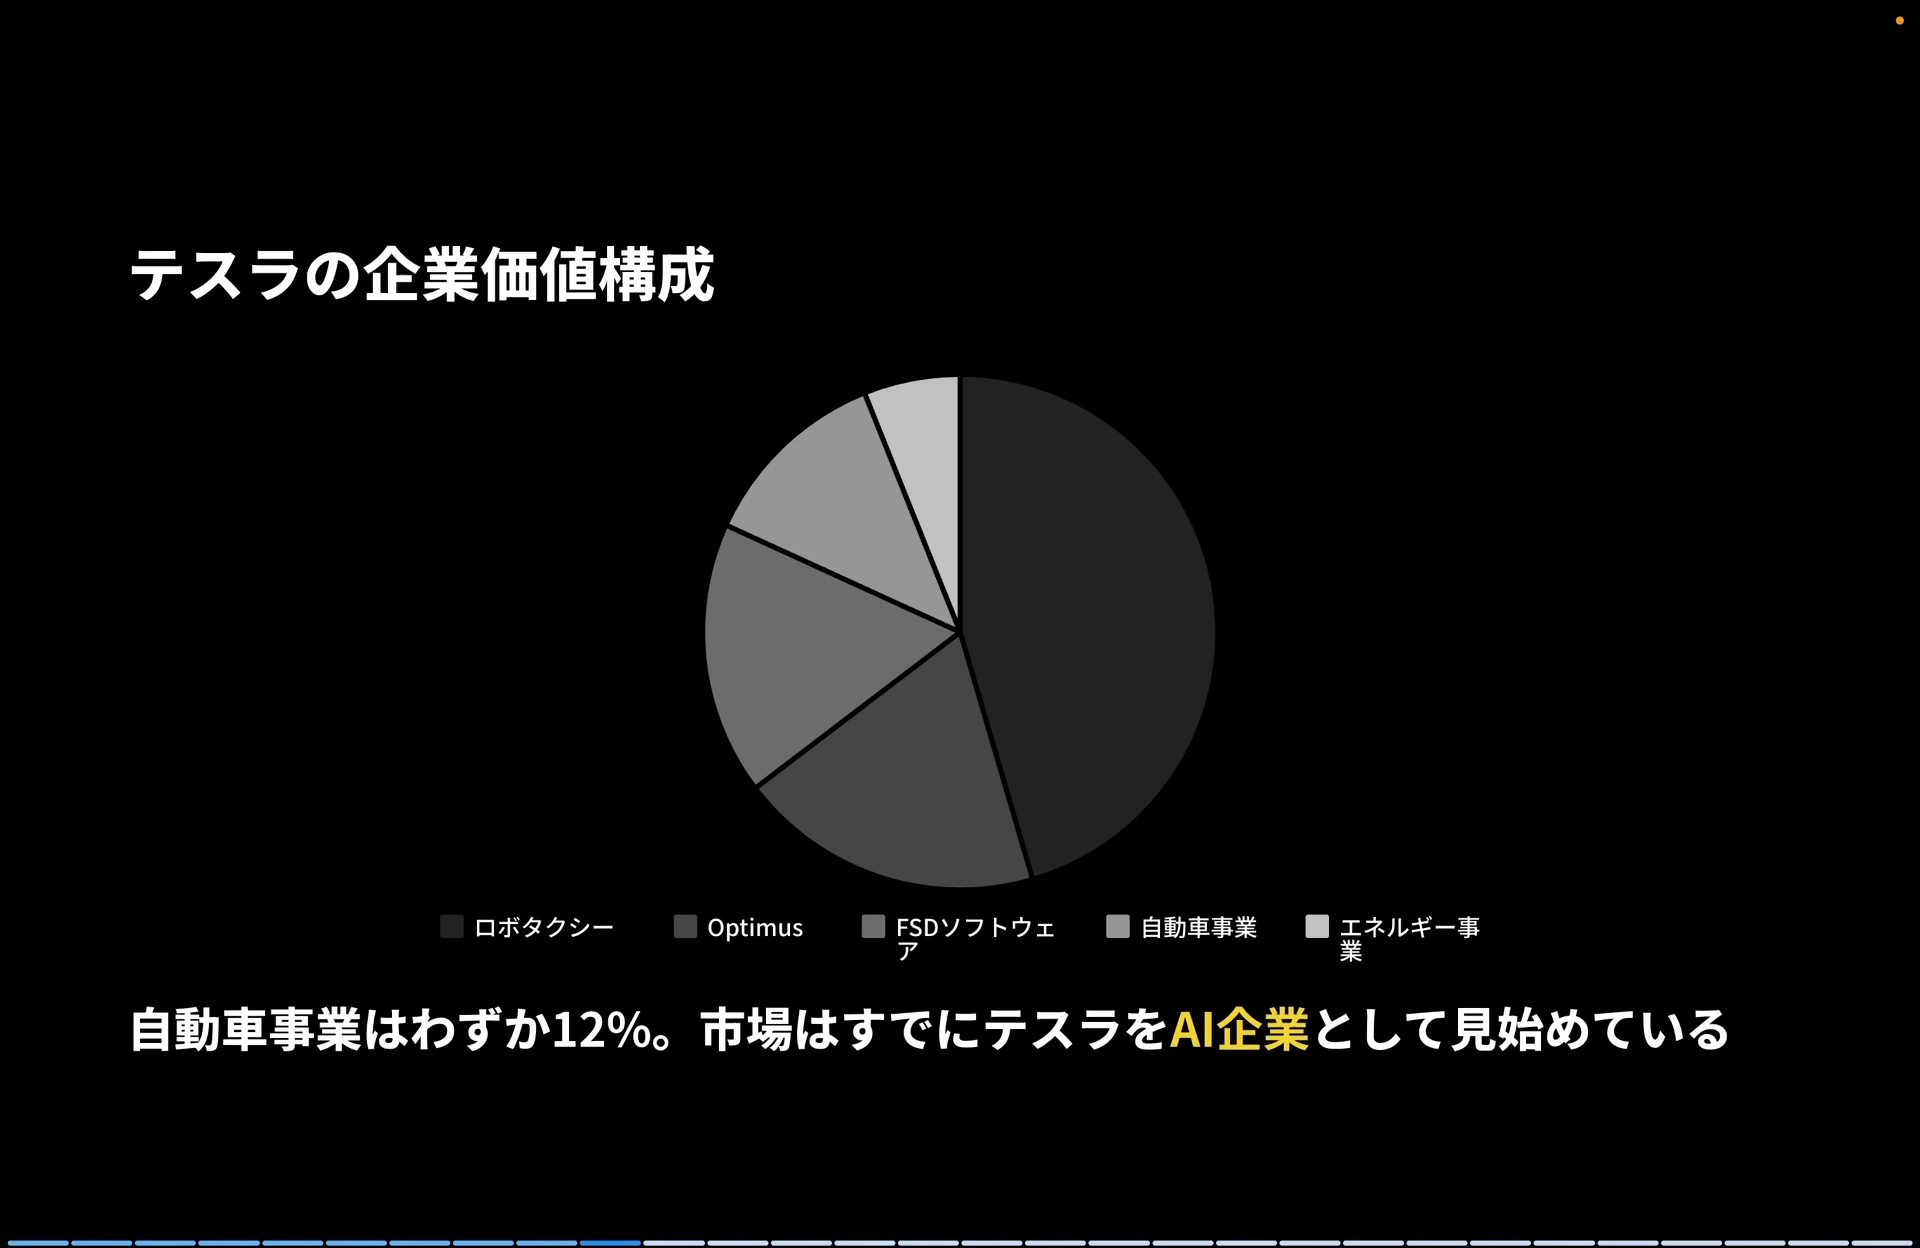 テスラの企業価値構成
ロボタクシー
Optimus
FSDソフトウェ
ア
自動車事業
エネルギー事
業
自動車事業はわずか12%。市場はすでにテスラをAI企業として見始めている